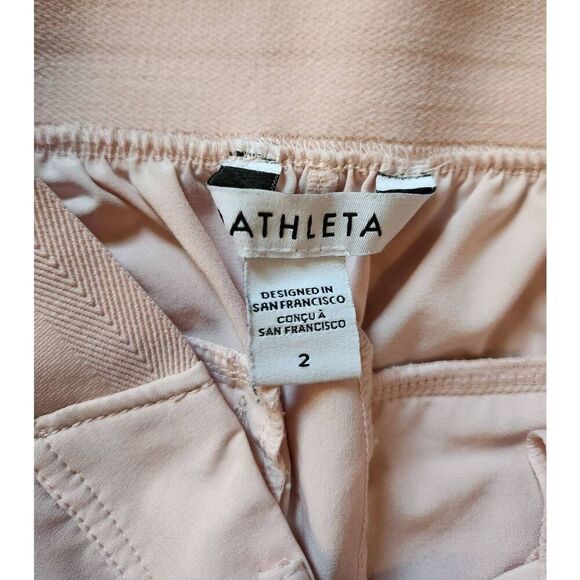 ATHLETA
DESIGNED IN
SAN FRANCISCO
CONÇU À
SAN FRANCISCO
2